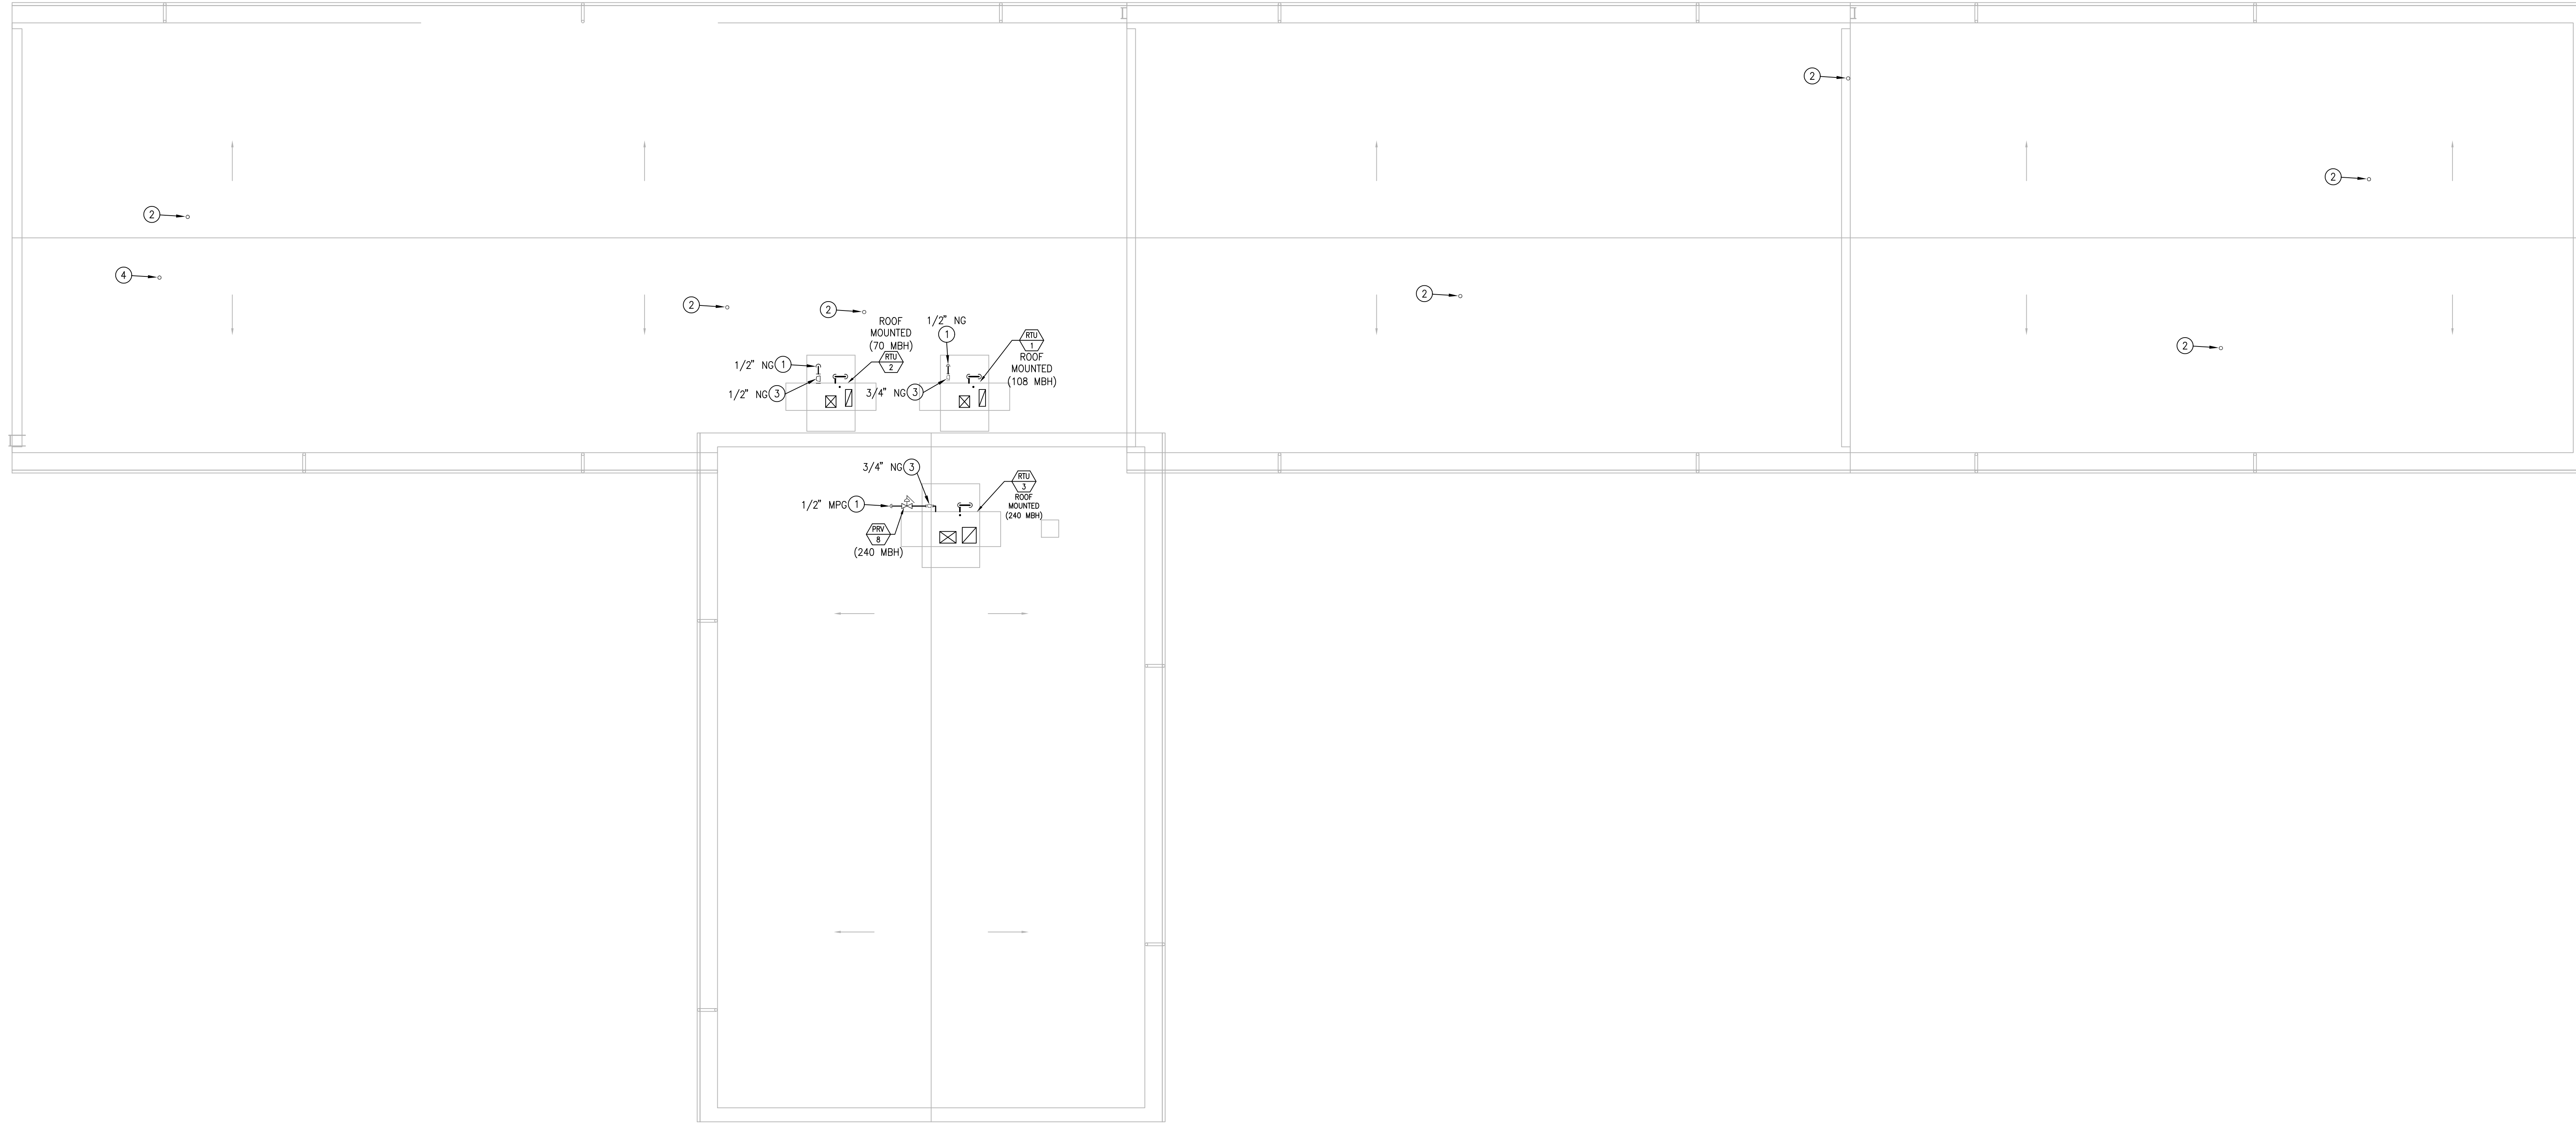 2
2
2
4
2
2
2
2
ROOF
MOUNTED
(70 MBH)
RTU
2
1/2" NG
1
RTU
1
ROOF
MOUNTED
(108 MBH)
1/2" NG 1
1/2" NG 3
3/4" NG 3
3/4" NG 3
RTU
3
ROOF
MOUNTED
(240 MBH)
1/2" MPG 1
PRV
8
(240 MBH)